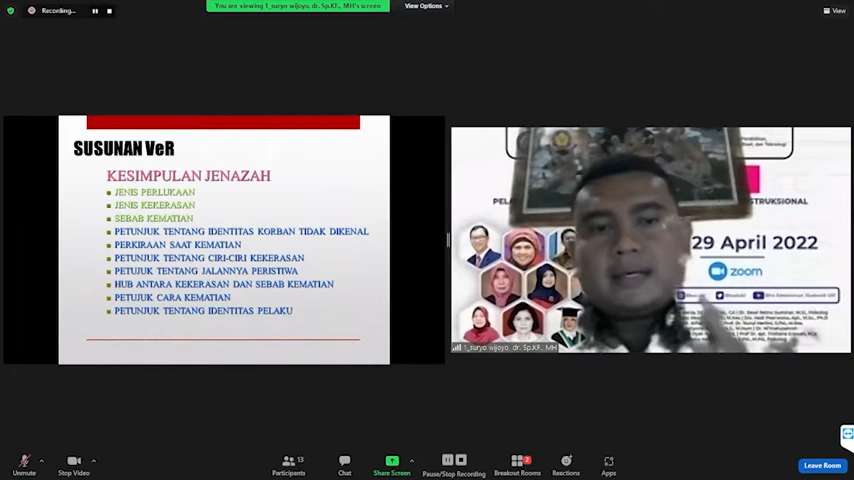 Recording...
You are viewing 1_suryo wijoyo, dr. Sp.KF., MH's screen
View Options
View
SUSUNAN VeR
KESIMPULAN JENAZAH
JENIS PERLUKAAN
JENIS KEKERASAN
SEBAB KEMATIAN
PETUNJUK TENTANG IDENTITAS KORBAN TIDAK DIKENAL
PERKIRAAN SAAT KEMATIAN
PETUNJUK TENTANG CIRI-CIRI KEKERASAN
PETUJUK TENTANG JALANNYA PERISTIWA
HUB ANTARA KEKERASAN DAN SEBAB KEMATIAN
PETUJUK CARA KEMATIAN
PETUNJUK TENTANG IDENTITAS PELAKU
29 April 2022
zoom
1_suryo wijoyo, dr. Sp.KF., MH
Unmute
Stop Video
Participants
13
Chat
Share Screen
Pause/Stop Recording
Breakout Rooms
2
Reactions
Apps
Leave Room